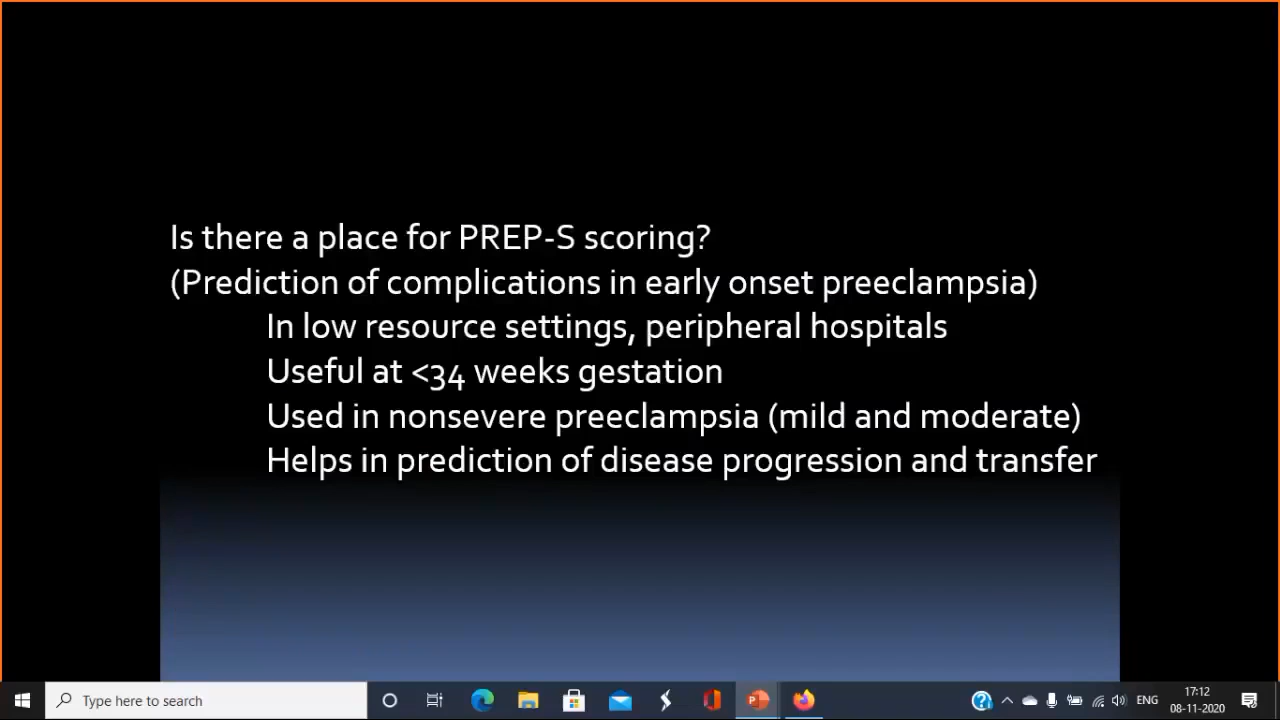 Is there a place for PREP-S scoring?
(Prediction of complications in early onset preeclampsia)
In low resource settings, peripheral hospitals
Useful at <34 weeks gestation
Used in nonsevere preeclampsia (mild and moderate)
Helps in prediction of disease progression and transfer
Type here to search
ENG
17:12
08-11-2020